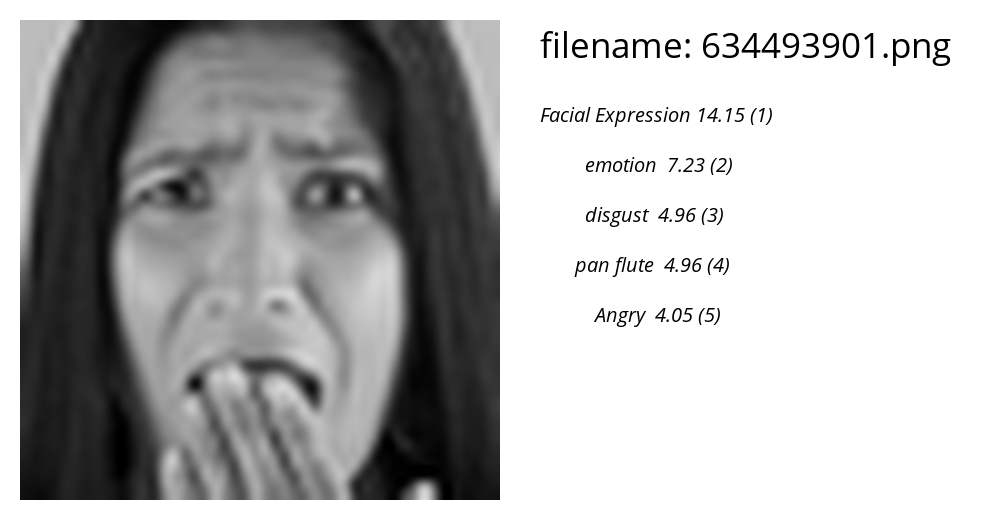 filename: 634493901.png
Facial Expression 14.15 (1)
emotion 7.23 (2)
disgust 4.96 (3)
pan flute 4.96 (4)
Angry 4.05 (5)